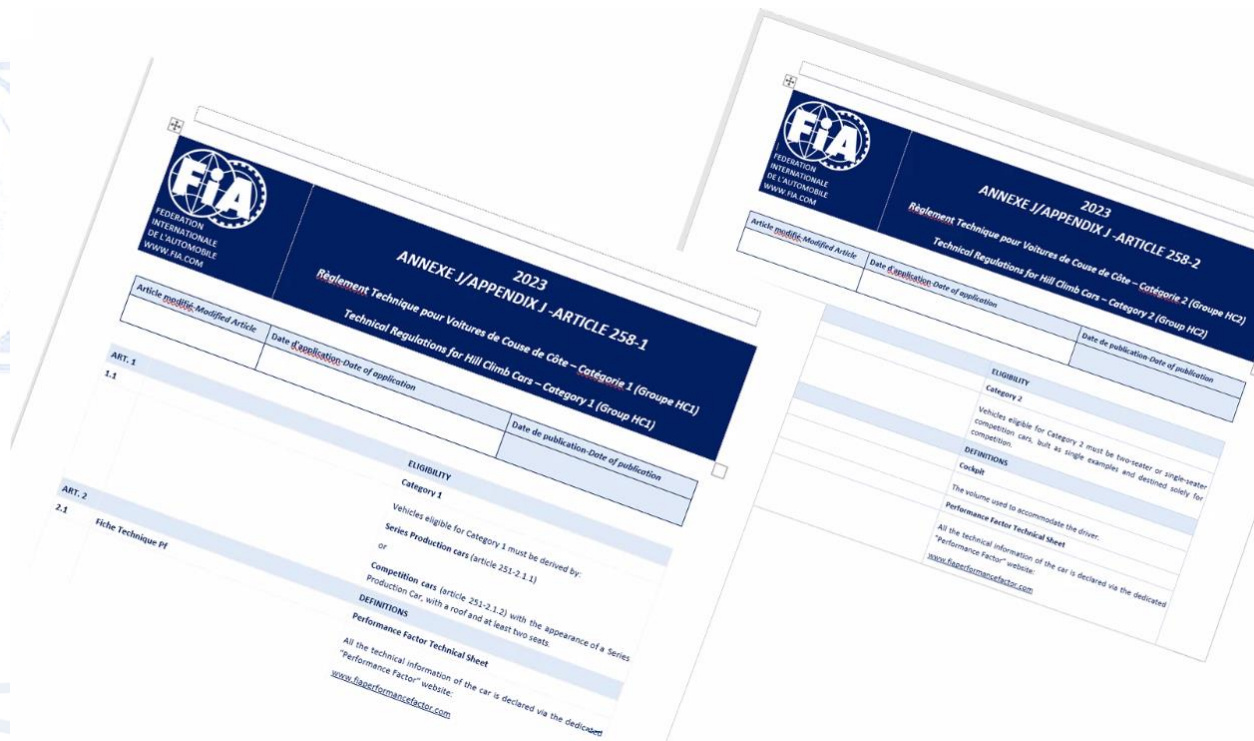 FiA
FEDERATION
INTERNATIONALE
DE L'AUTOMOBILE
WWW.FIA.COM
2023
ANNEXE J/APPENDIX J -ARTICLE 258-1
Règlement Technique pour Voitures de Couse de Côte – Catégorie 1 (Groupe HC1)
Technical Regulations for Hill Climb Cars – Category 1 (Group HC1)
Article modifié-Modified Article
Date d'application-Date of application
Date de publication-Date of publication
ART. 1
ELIGIBILITY
1.1
Category 1
Vehicles eligible for Category 1 must be derived by:
Series Production cars (article 251-2.1.1)
or
Competition cars (article 251-2.1.2) with the appearance of a Series
Production Car, with a roof and at least two seats.
ART. 2
DEFINITIONS
2.1
Fiche Technique Pf
Performance Factor Technical Sheet
All the technical information of the car is declared via the dedicated
"Performance Factor" website:
www.fiaperformancefactor.com
FiA
FEDERATION
INTERNATIONALE
DE L'AUTOMOBILE
WWW.FIA.COM
2023
ANNEXE J/APPENDIX J -ARTICLE 258-2
Règlement Technique pour Voitures de Couse de Côte – Catégorie 2 (Groupe HC2)
Technical Regulations for Hill Climb Cars – Category 2 (Group HC2)
Article modifié-Modified Article
Date d'application-Date of application
Date de publication-Date of publication
ELIGIBILITY
Category 2
Vehicles eligible for Category 2 must be two-seater or single-seater
competition cars, bult as single examples and destined solely for
competition.
DEFINITIONS
Cockpit
The volume used to accommodate the driver.
Performance Factor Technical Sheet
All the technical information of the car is declared via the dedicated
"Performance Factor" website:
www.fiaperformancefactor.com